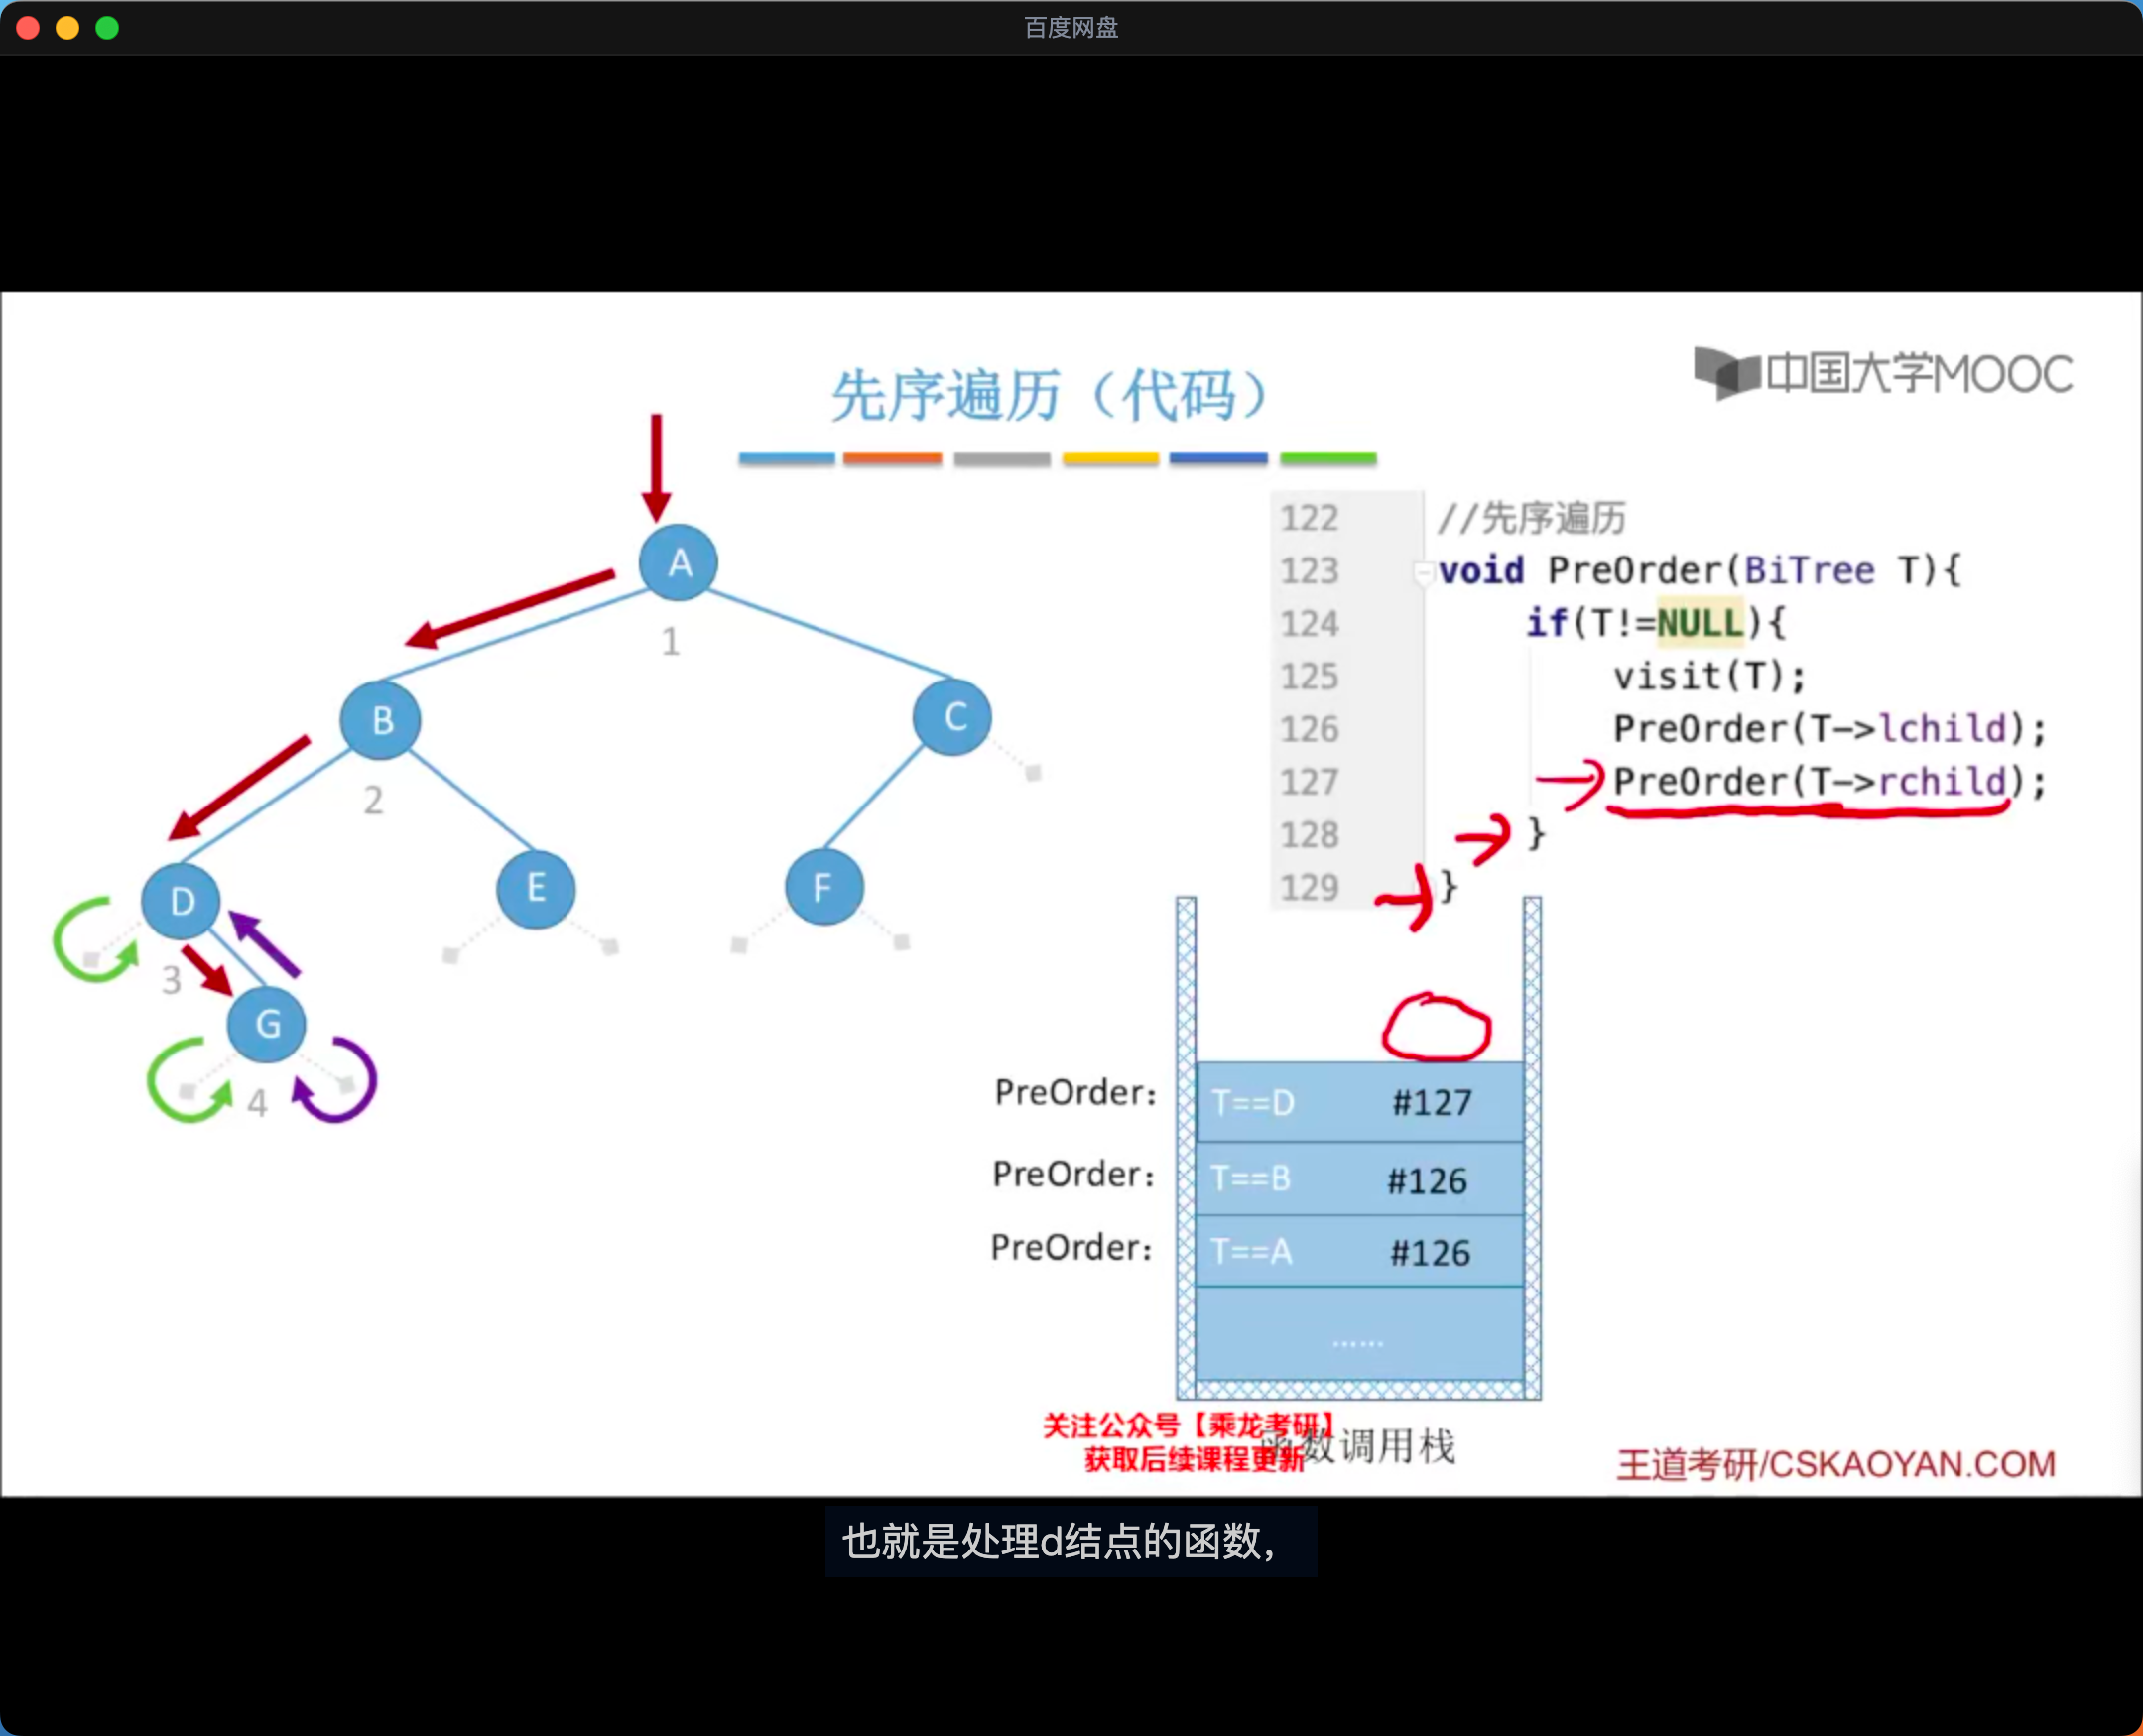 百度网盘
先序遍历（代码）
中国大学MOOC
A
1
B
C
2
D
E
F
3
G
4
122 //先序遍历
123 void PreOrder(BiTree T){
124 if(T!=NULL){
125 visit(T);
126 PreOrder(T->lchild);
127 PreOrder(T->rchild);
128 }
129 }
PreOrder： T==D #127
PreOrder： T==B #126
PreOrder： T==A #126
……
关注公众号【乘龙考研】
获取后续课程更新
函数调用栈
王道考研/CSKAOYAN.COM
也就是处理d结点的函数,